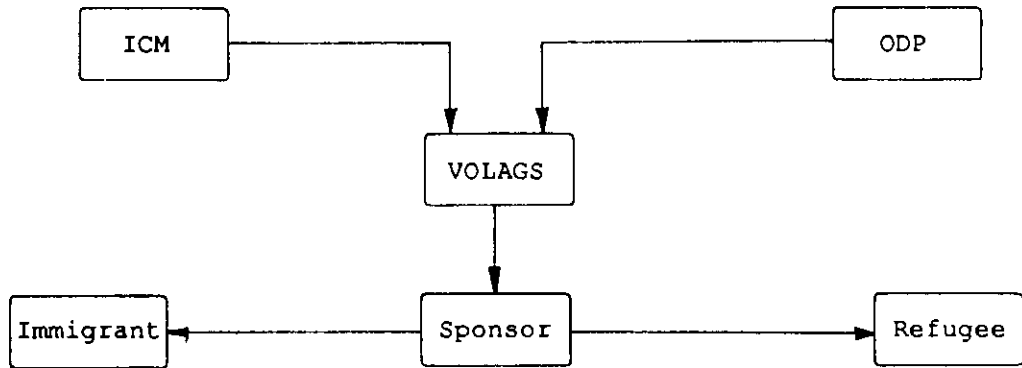 ICM
ODP
VOLAGS
Immigrant
Sponsor
Refugee